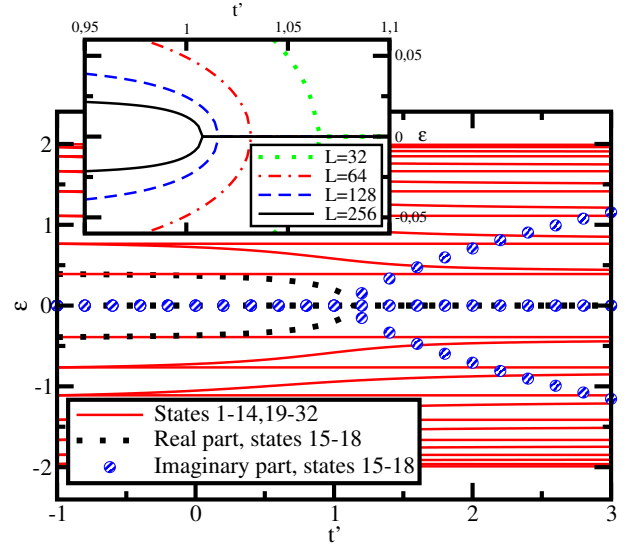 t'
0,95 1 1,05 1,1
0,05
0 ε
-0,05
L=32
L=64
L=128
L=256
2
1
0
-1
-2
ε
States 1-14,19-32
Real part, states 15-18
Imaginary part, states 15-18
-1 0 1 2 3
t'